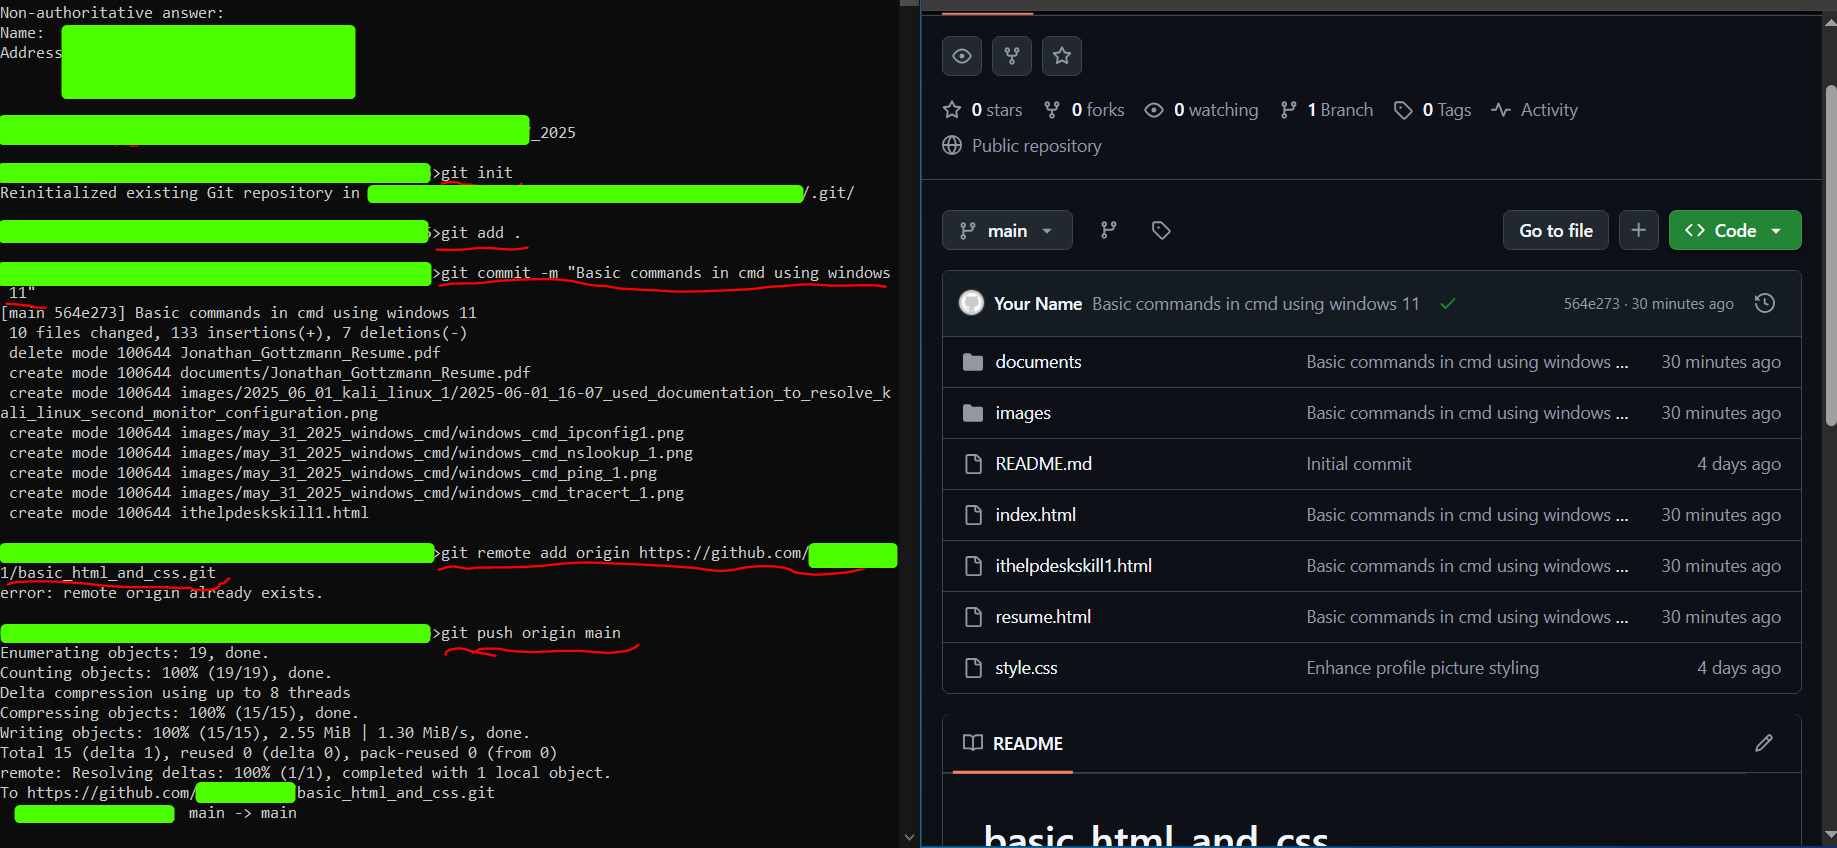 Non-authoritative answer:
Name:
Address
_2025
>git init
Reinitialized existing Git repository in /.git/
>git add .
>git commit -m "Basic commands in cmd using windows
11"
[main 564e273] Basic commands in cmd using windows 11
10 files changed, 133 insertions(+), 7 deletions(-)
delete mode 100644 Jonathan_Gottzmann_Resume.pdf
create mode 100644 documents/Jonathan_Gottzmann_Resume.pdf
create mode 100644 images/2025_06_01_kali_linux_1/2025-06-01_16-07_used_documentation_to_resolve_k
ali_linux_second_monitor_configuration.png
create mode 100644 images/may_31_2025_windows_cmd/windows_cmd_ipconfig1.png
create mode 100644 images/may_31_2025_windows_cmd/windows_cmd_nslookup_1.png
create mode 100644 images/may_31_2025_windows_cmd/windows_cmd_ping_1.png
create mode 100644 images/may_31_2025_windows_cmd/windows_cmd_tracert_1.png
create mode 100644 ithelpdeskskill1.html
>git remote add origin https://github.com/
1/basic_html_and_css.git
error: remote origin already exists.
>git push origin main
Enumerating objects: 19, done.
Counting objects: 100% (19/19), done.
Delta compression using up to 8 threads
Compressing objects: 100% (15/15), done.
Writing objects: 100% (15/15), 2.55 MiB | 1.30 MiB/s, done.
Total 15 (delta 1), reused 0 (delta 0), pack-reused 0 (from 0)
remote: Resolving deltas: 100% (1/1), completed with 1 local object.
To https://github.com/ basic_html_and_css.git
main -> main
0 stars 0 forks 0 watching 1 Branch 0 Tags Activity
Public repository
main Go to file + <> Code
Your Name Basic commands in cmd using windows 11 564e273 · 30 minutes ago
documents Basic commands in cmd using windows ... 30 minutes ago
images Basic commands in cmd using windows ... 30 minutes ago
README.md Initial commit 4 days ago
index.html Basic commands in cmd using windows ... 30 minutes ago
ithelpdeskskill1.html Basic commands in cmd using windows ... 30 minutes ago
resume.html Basic commands in cmd using windows ... 30 minutes ago
style.css Enhance profile picture styling 4 days ago
README
basic_html_and_css